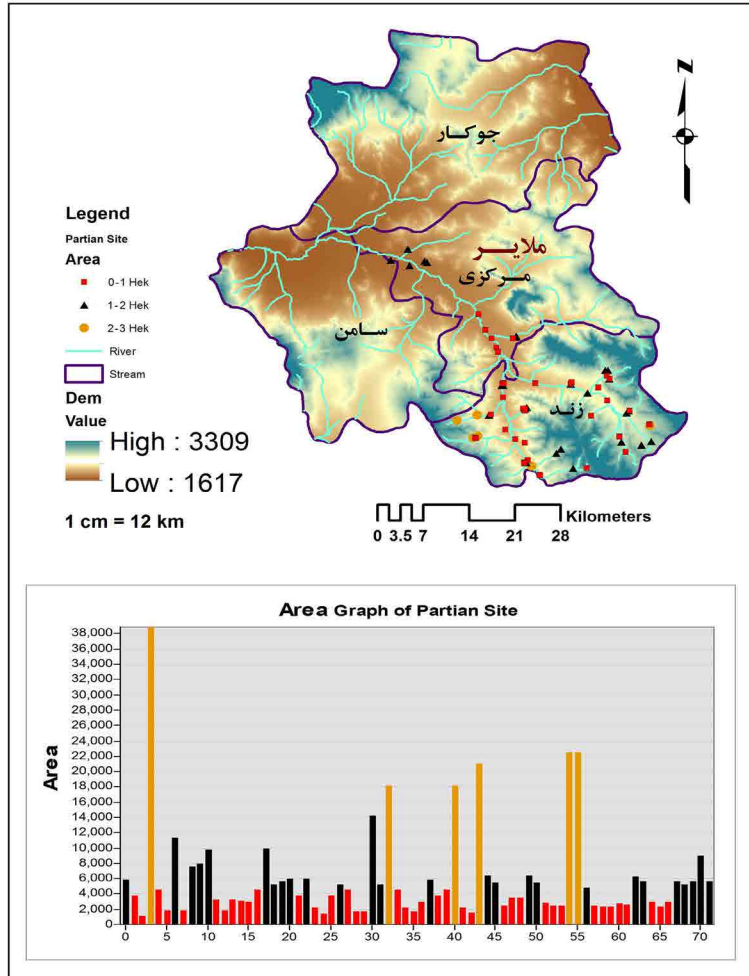 N
جوکار
ملایر
مرکزی
سامن
زند
Legend
Partian Site
Area
0-1 Hek
1-2 Hek
2-3 Hek
River
Stream
Dem
Value
High : 3309
Low : 1617
1 cm = 12 km
Kilometers
0 3.5 7 14 21 28
Area Graph of Partian Site
Area
38,000
36,000
34,000
32,000
30,000
28,000
26,000
24,000
22,000
20,000
18,000
16,000
14,000
12,000
10,000
8,000
6,000
4,000
2,000
0
0 5 10 15 20 25 30 35 40 45 50 55 60 65 70